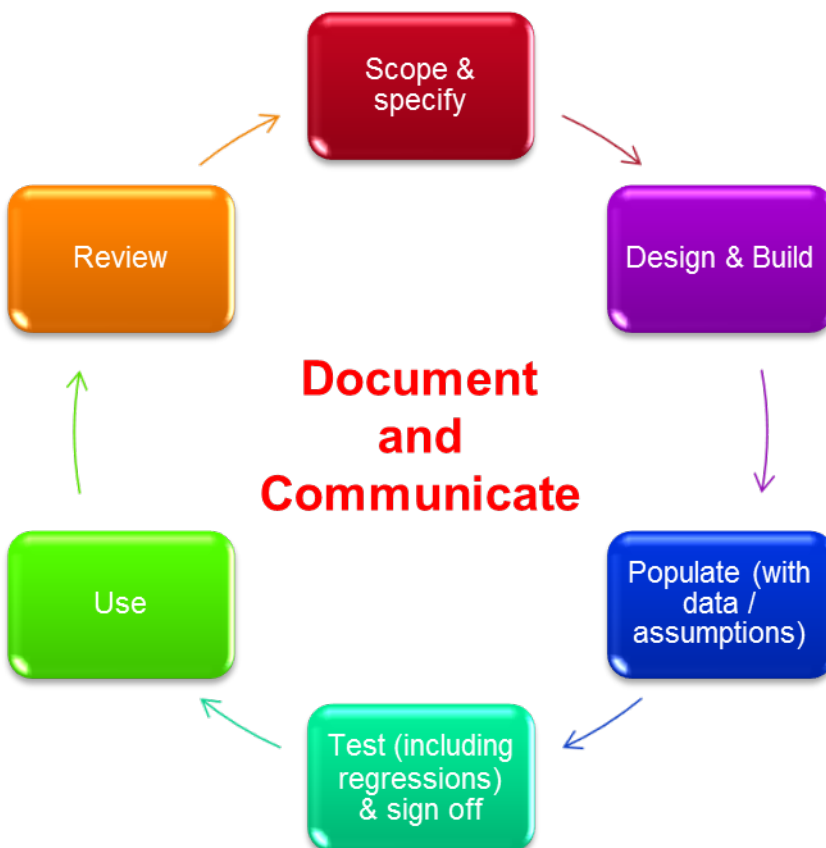 Scope &
specify
Design & Build
Populate (with
data /
assumptions)
Test (including
regressions)
& sign off
Use
Review
Document
and
Communicate